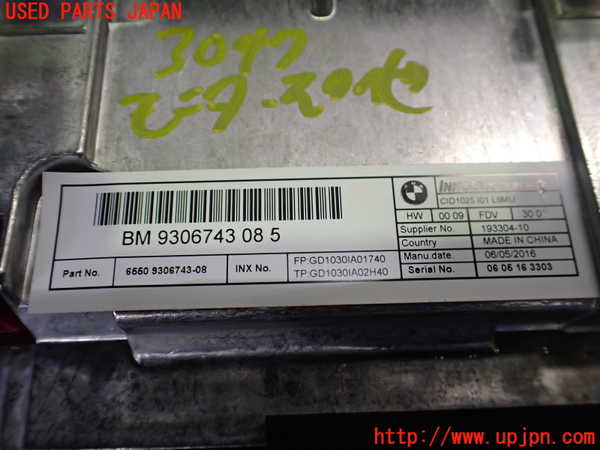 USED PARTS JAPAN
3047
BM 9306743 08 5
Part No. 6550 9306743-08 INX No. FP:GD1030IA01740
TP:GD1030IA02H40
BMW
CID1025 I01 L6MU
HW 00 09 FDV 30.0
Supplier No. 193304-10
Country MADE IN CHINA
Manu.date 06/05/2016
Serial No. 06 05 16 3303
http://www.upjpn.com/